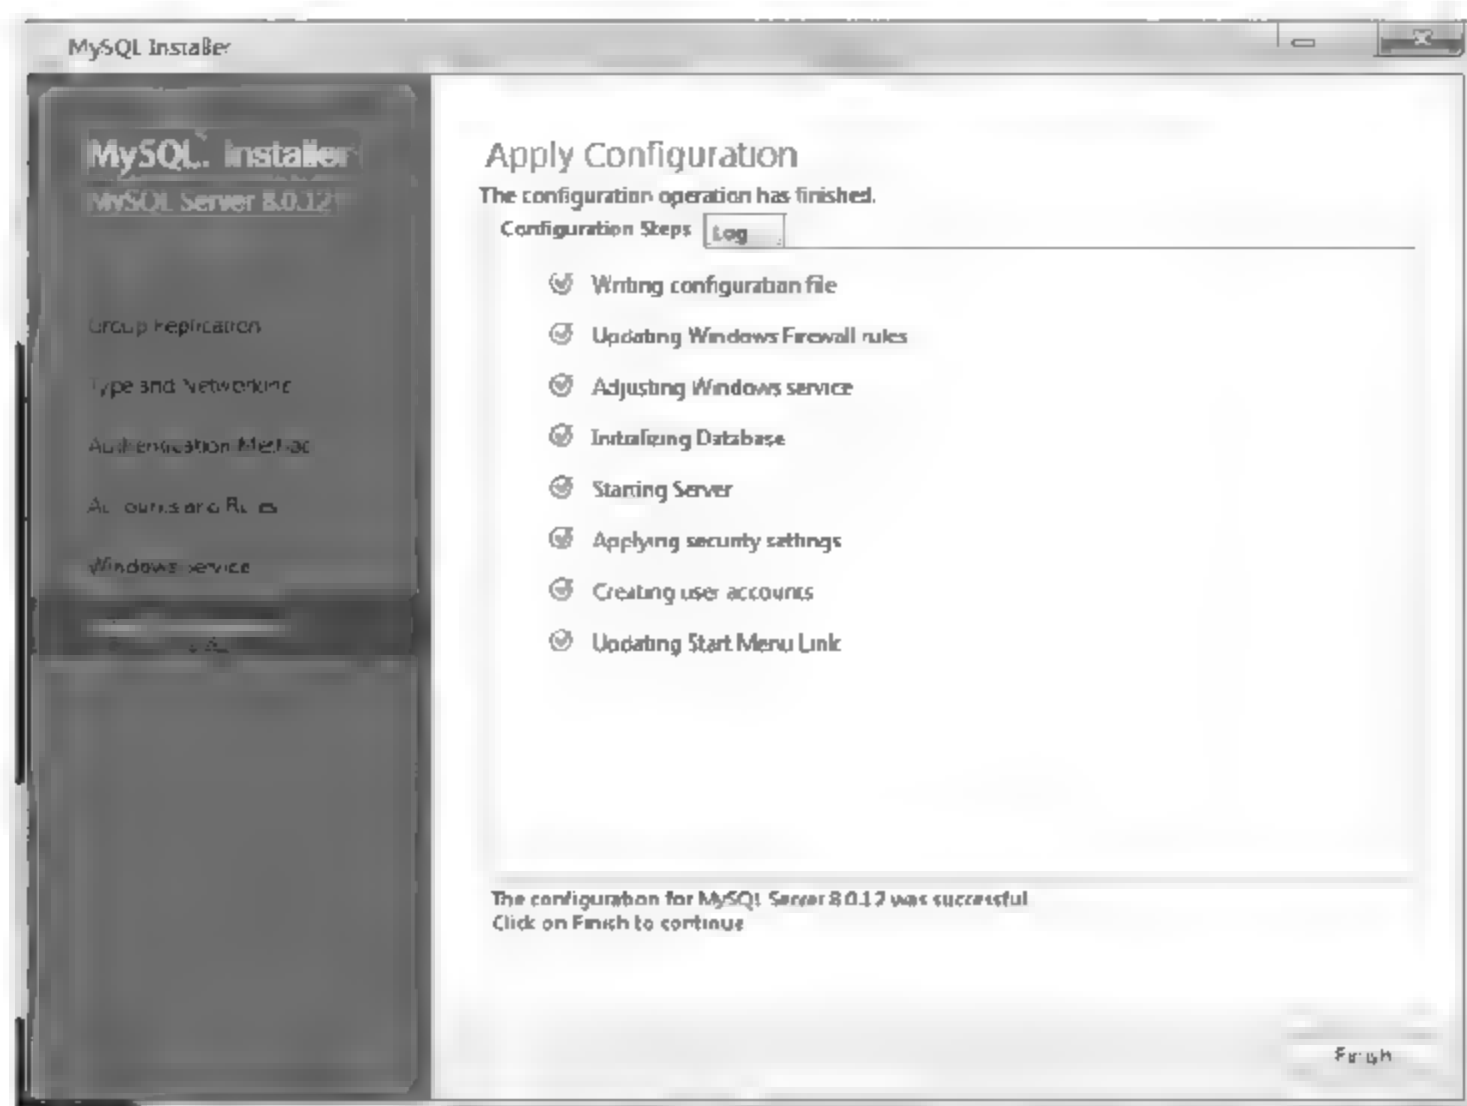 MySQL Installer
MySQL. Installer
MySQL Server 8.0.12
Group Replication
Type and Networking
Authentication Method
Accounts and Roles
Windows Service
Apply Configuration
The configuration operation has finished.
Configuration Steps Log
Writing configuration file
Updating Windows Firewall rules
Adjusting Windows service
Initializing Database
Starting Server
Applying security settings
Creating user accounts
Updating Start Menu Link
The configuration for MySQL Server 8.0.12 was successful
Click on Finish to continue
Finish